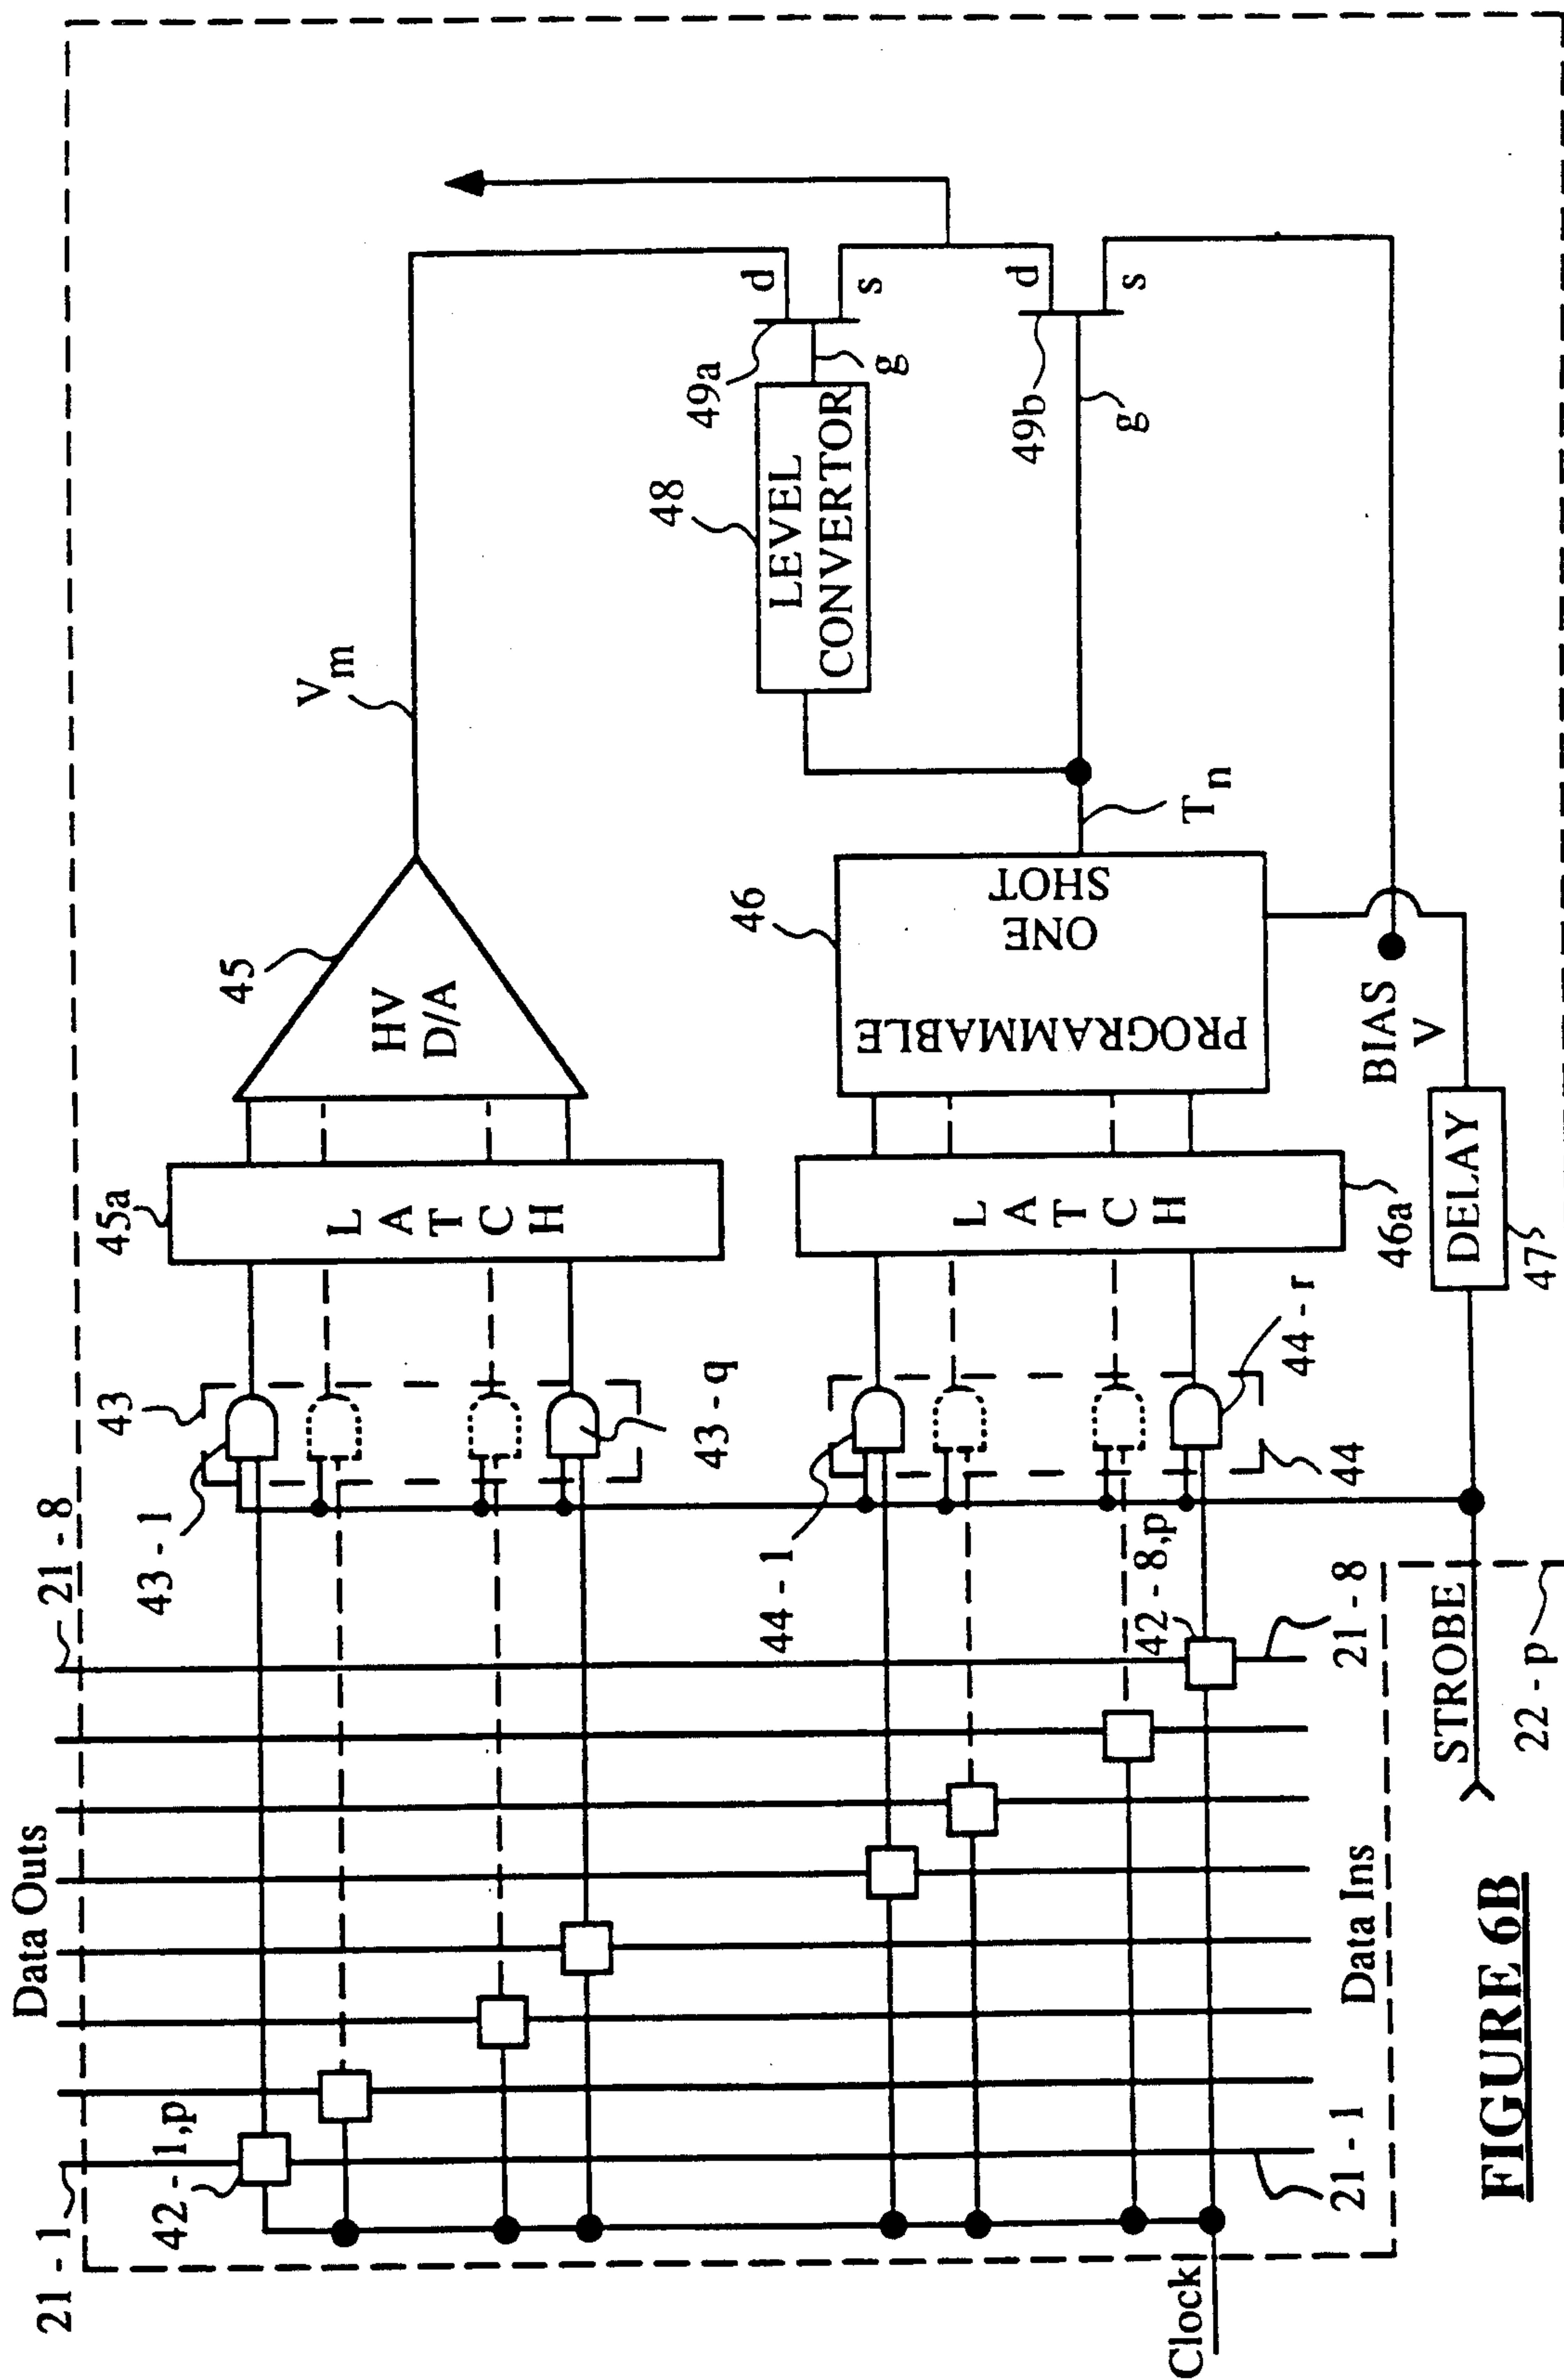 Data Outs
21 - 1
21 - 8
42 - 1,p
43 - 1
43
45a
45
V
m
43 - q
L
A
T
C
H
HV
D/A
48
LEVEL
CONVERTOR
49a
d
s
g
49b
d
s
g
44 - 1
46
PROGRAMMABLE
ONE
SHOT
T
n
L
A
T
C
H
42 - 8,p
44
44 - r
46a
BIAS
V
Clock
21 - 1
Data Ins
21 - 8
STROBE
47
DELAY
22 - p
FIGURE 6B